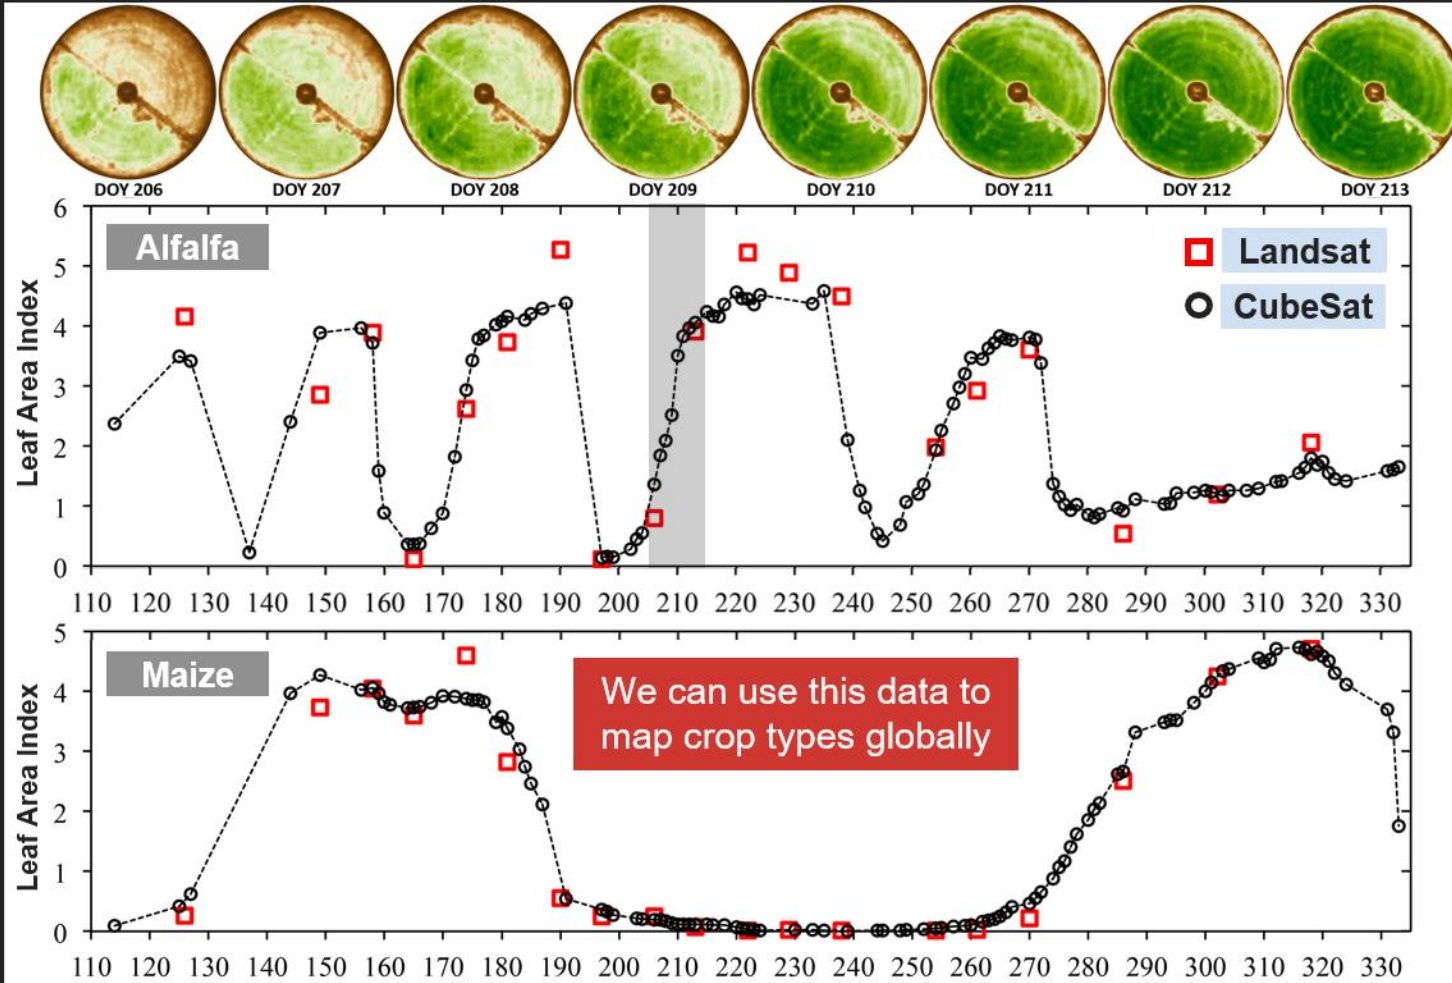 DOY 206
DOY 207
DOY 208
DOY 209
DOY 210
DOY 211
DOY 212
DOY 213
Leaf Area Index
6
5
4
3
2
1
0
Alfalfa
Landsat
CubeSat
110 120 130 140 150 160 170 180 190 200 210 220 230 240 250 260 270 280 290 300 310 320 330
Leaf Area Index
5
4
3
2
1
0
Maize
We can use this data to
map crop types globally
110 120 130 140 150 160 170 180 190 200 210 220 230 240 250 260 270 280 290 300 310 320 330